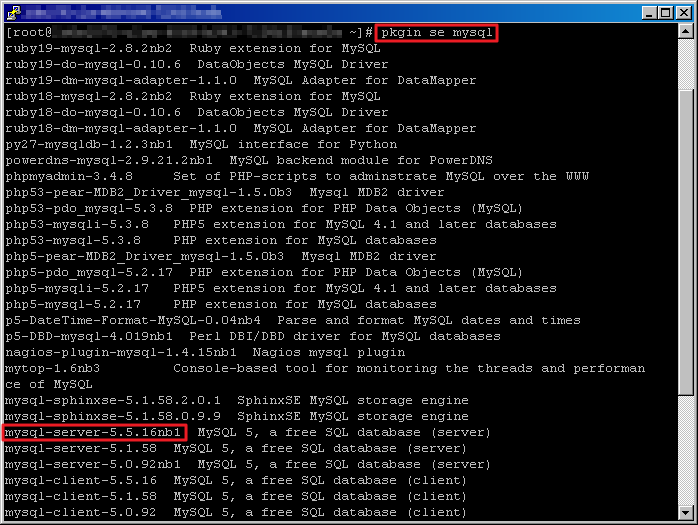 [root@ ~]# pkgin se mysql
ruby19-mysql-2.8.2nb2  Ruby extension for MySQL
ruby19-do-mysql-0.10.6  DataObjects MySQL Driver
ruby19-dm-mysql-adapter-1.1.0  MySQL Adapter for DataMapper
ruby18-mysql-2.8.2nb2  Ruby extension for MySQL
ruby18-do-mysql-0.10.6  DataObjects MySQL Driver
ruby18-dm-mysql-adapter-1.1.0  MySQL Adapter for DataMapper
py27-mysqldb-1.2.3nb1  MySQL interface for Python
powerdns-mysql-2.9.21.2nb1  MySQL backend module for PowerDNS
phpmyadmin-3.4.8     Set of PHP-scripts to adminstrate MySQL over the WWW
php53-pear-MDB2_Driver_mysql-1.5.0b3  Mysql MDB2 driver
php53-pdo_mysql-5.3.8  PHP extension for PHP Data Objects (MySQL)
php53-mysqli-5.3.8   PHP5 extension for MySQL 4.1 and later databases
php53-mysql-5.3.8    PHP extension for MySQL databases
php5-pear-MDB2_Driver_mysql-1.5.0b3  Mysql MDB2 driver
php5-pdo_mysql-5.2.17  PHP extension for PHP Data Objects (MySQL)
php5-mysqli-5.2.17   PHP5 extension for MySQL 4.1 and later databases
php5-mysql-5.2.17    PHP extension for MySQL databases
p5-DateTime-Format-MySQL-0.04nb4  Parse and format MySQL dates and times
p5-DBD-mysql-4.019nb1  Perl DBI/DBD driver for MySQL databases
nagios-plugin-mysql-1.4.15nb1  Nagios mysql plugin
mytop-1.6nb3         Console-based tool for monitoring the threads and performan
ce of MySQL
mysql-sphinxse-5.1.58.2.0.1  SphinxSE MySQL storage engine
mysql-sphinxse-5.1.58.0.9.9  SphinxSE MySQL storage engine
mysql-server-5.5.16nb1  MySQL 5, a free SQL database (server)
mysql-server-5.1.58  MySQL 5, a free SQL database (server)
mysql-server-5.0.92nb1  MySQL 5, a free SQL database (server)
mysql-client-5.5.16  MySQL 5, a free SQL database (client)
mysql-client-5.1.58  MySQL 5, a free SQL database (client)
mysql-client-5.0.92  MySQL 5, a free SQL database (client)